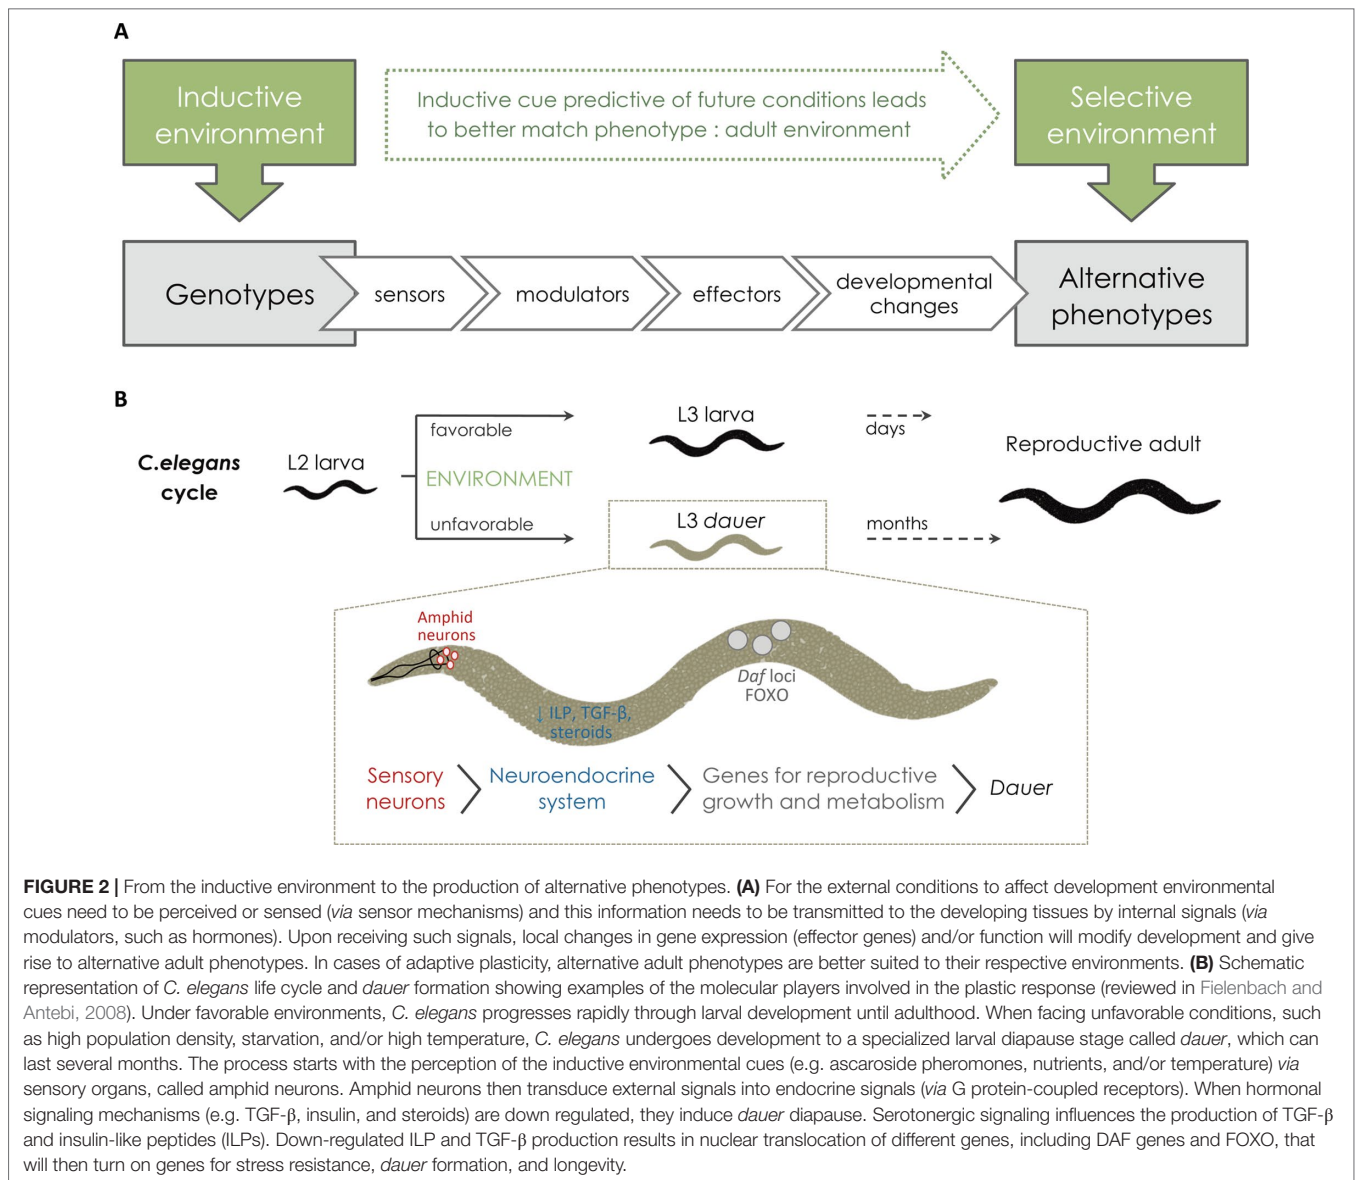 A
Inductive
environment
Inductive cue predictive of future conditions leads
to better match phenotype : adult environment
Selective
environment
Genotypes
sensors
modulators
effectors
developmental
changes
Alternative
phenotypes
B
C.elegans
cycle
L2 larva
favorable
ENVIRONMENT
unfavorable
L3 larva
L3 dauer
days
months
Reproductive adult
Amphid
neurons
↓ ILP, TGF-β,
steroids
Daf loci
FOXO
Sensory
neurons
Neuroendocrine
system
Genes for reproductive
growth and metabolism
Dauer
FIGURE 2 | From the inductive environment to the production of alternative phenotypes. (A) For the external conditions to affect development environmental
cues need to be perceived or sensed (via sensor mechanisms) and this information needs to be transmitted to the developing tissues by internal signals (via
modulators, such as hormones). Upon receiving such signals, local changes in gene expression (effector genes) and/or function will modify development and give
rise to alternative adult phenotypes. In cases of adaptive plasticity, alternative adult phenotypes are better suited to their respective environments. (B) Schematic
representation of C. elegans life cycle and dauer formation showing examples of the molecular players involved in the plastic response (reviewed in Fielenbach and
Antebi, 2008). Under favorable environments, C. elegans progresses rapidly through larval development until adulthood. When facing unfavorable conditions, such
as high population density, starvation, and/or high temperature, C. elegans undergoes development to a specialized larval diapause stage called dauer, which can
last several months. The process starts with the perception of the inductive environmental cues (e.g. ascaroside pheromones, nutrients, and/or temperature) via
sensory organs, called amphid neurons. Amphid neurons then transduce external signals into endocrine signals (via G protein-coupled receptors). When hormonal
signaling mechanisms (e.g. TGF-β, insulin, and steroids) are down regulated, they induce dauer diapause. Serotonergic signaling influences the production of TGF-β
and insulin-like peptides (ILPs). Down-regulated ILP and TGF-β production results in nuclear translocation of different genes, including DAF genes and FOXO, that
will then turn on genes for stress resistance, dauer formation, and longevity.